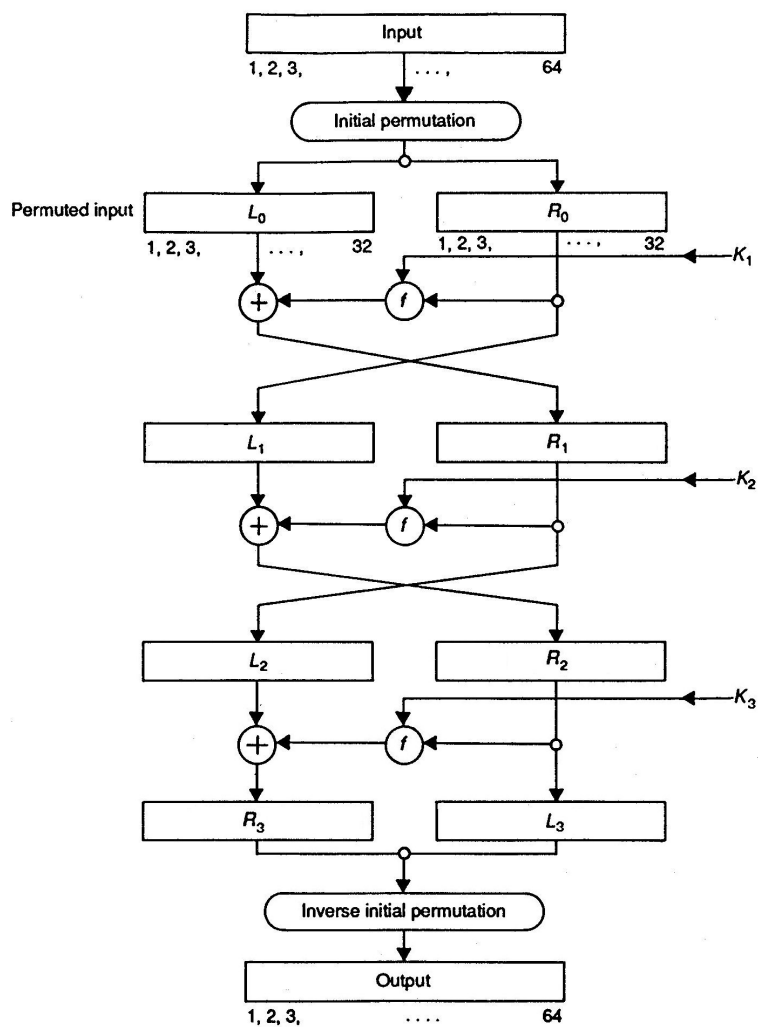 Input
1, 2, 3, . . . , 64
Initial permutation
Permuted input L₀ R₀
1, 2, 3, . . . , 32 1, 2, 3, . . . , 32
K₁
+ f
L₁ R₁
K₂
+ f
L₂ R₂
K₃
+ f
R₃ L₃
Inverse initial permutation
Output
1, 2, 3, . . . . 64